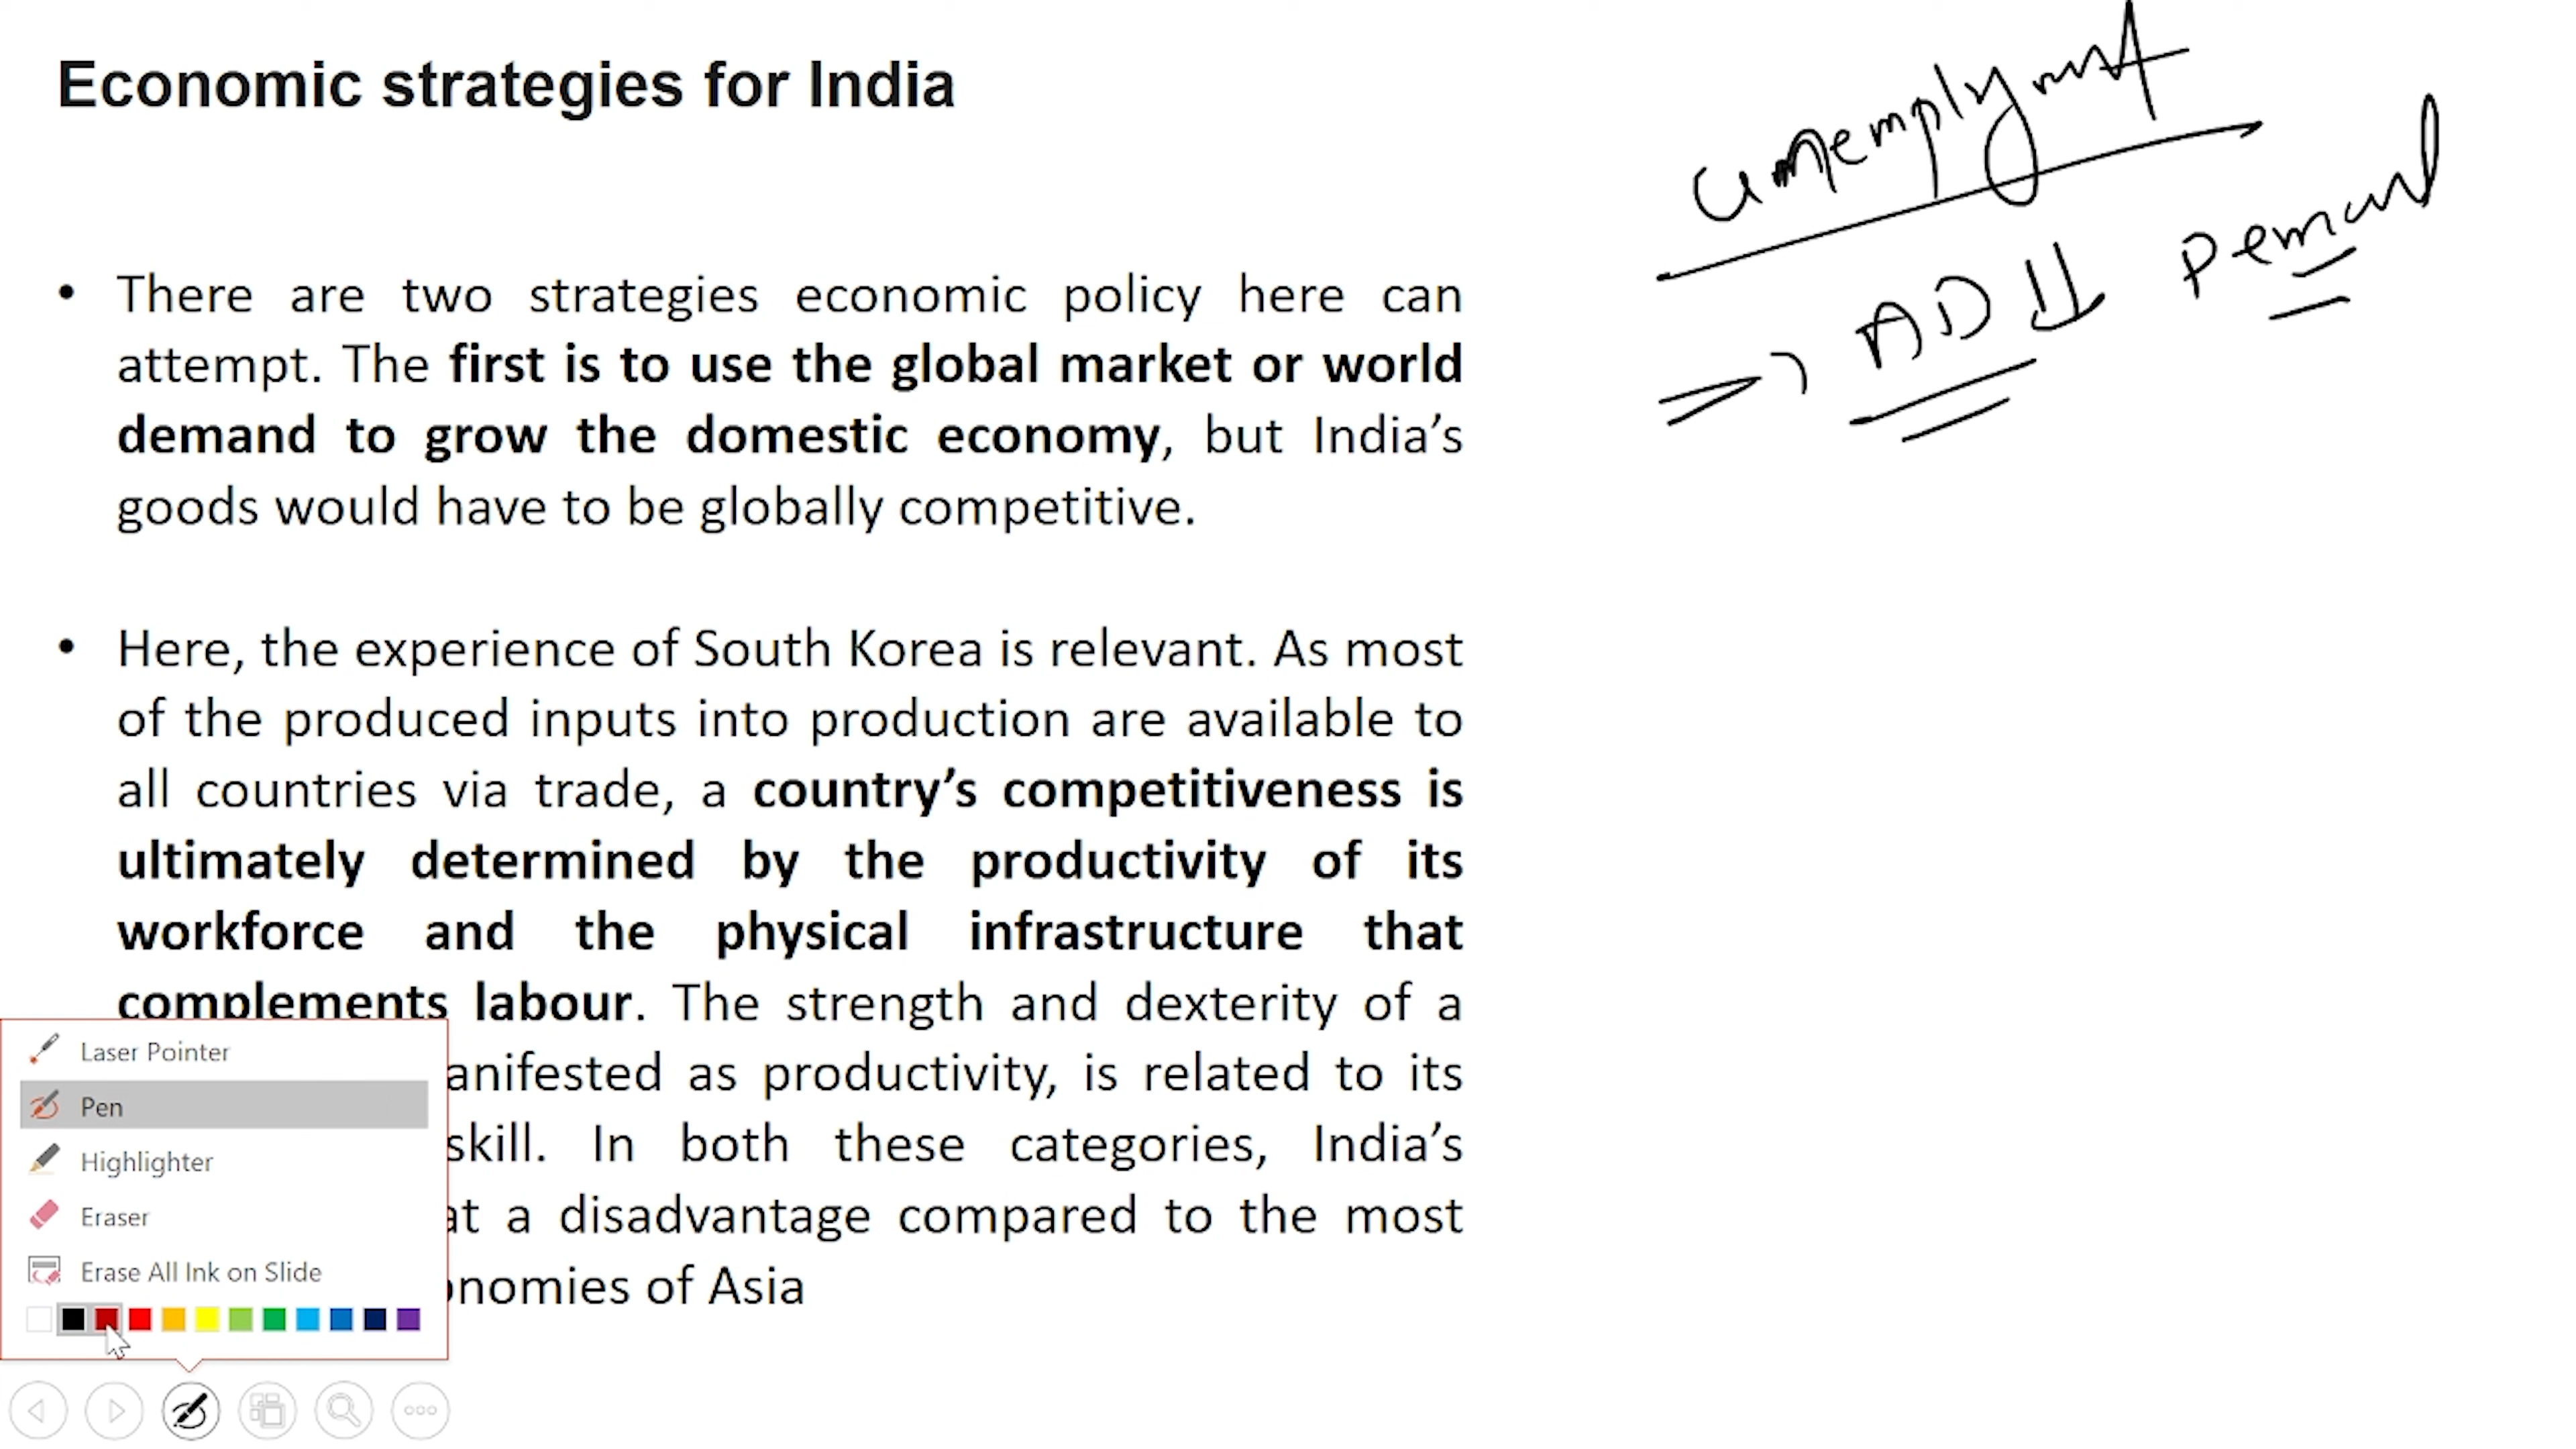 Economic strategies for India
• There are two strategies economic policy here can
attempt. The first is to use the global market or world
demand to grow the domestic economy, but India’s
goods would have to be globally competitive.
• Here, the experience of South Korea is relevant. As most
of the produced inputs into production are available to
all countries via trade, a country’s competitiveness is
ultimately determined by the productivity of its
workforce and the physical infrastructure that
complements labour. The strength and dexterity of a
anifested as productivity, is related to its
skill. In both these categories, India’s
at a disadvantage compared to the most
onomies of Asia
Unemplyment
⇒ AD ↓↓ Demand
Laser Pointer
Pen
Highlighter
Eraser
Erase All Ink on Slide